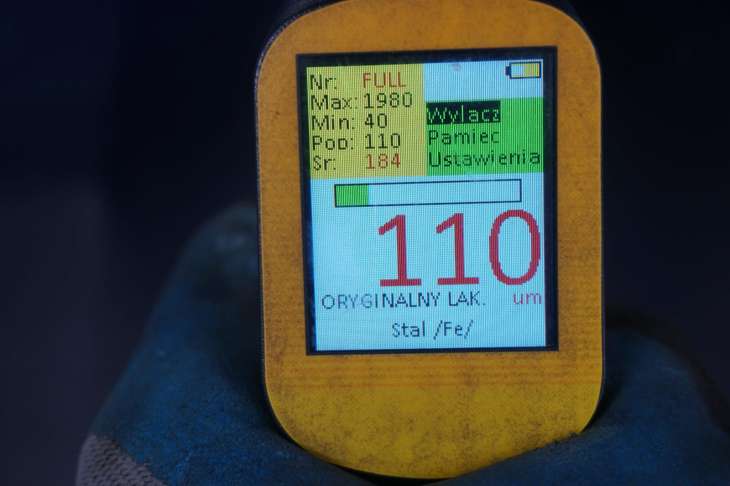 Nr: FULL
Max: 1980
Min: 40
Pop: 110
Sr: 184
Wylacz
Pamiec
Ustawienia
110
ORYGINALNY LAK. um
Stal /Fe/